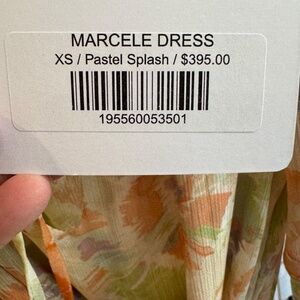 MARCELE DRESS
XS / Pastel Splash / $395.00
195560053501